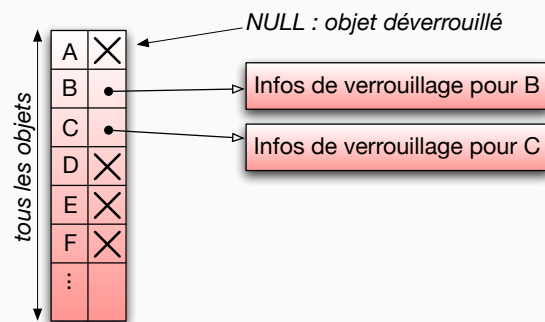 NULL : objet déverrouillé
A
B
Infos de verrouillage pour B
C
Infos de verrouillage pour C
D
E
F
...
tous les objets